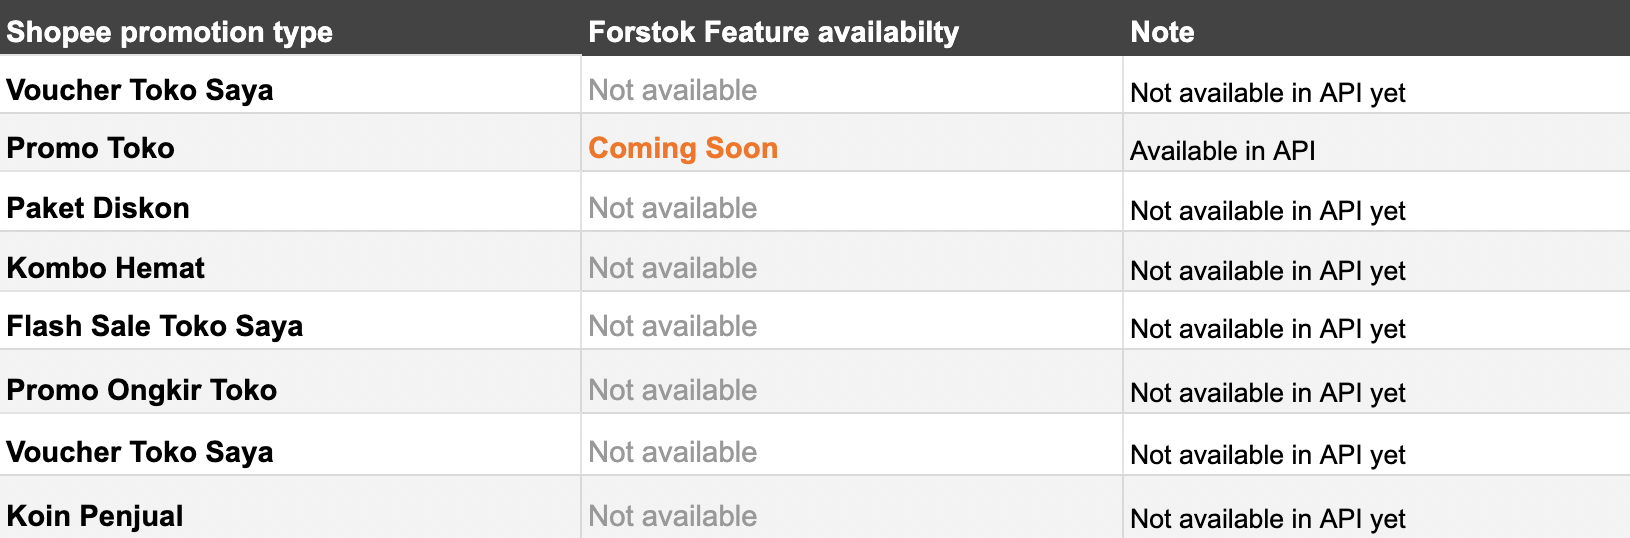 Shopee promotion type Forstok Feature availabilty Note
Voucher Toko Saya Not available Not available in API yet
Promo Toko Coming Soon Available in API
Paket Diskon Not available Not available in API yet
Kombo Hemat Not available Not available in API yet
Flash Sale Toko Saya Not available Not available in API yet
Promo Ongkir Toko Not available Not available in API yet
Voucher Toko Saya Not available Not available in API yet
Koin Penjual Not available Not available in API yet